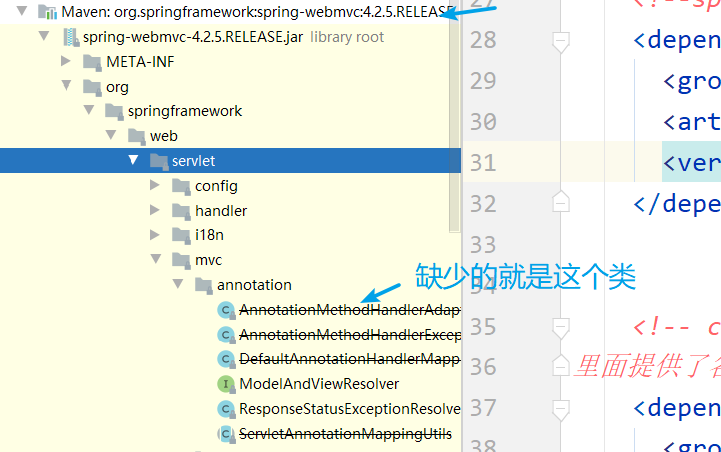 Maven: org.springframework:spring-webmvc:4.2.5.RELEASE
spring-webmvc-4.2.5.RELEASE.jar library root
META-INF
org
springframework
web
servlet
config
handler
i18n
mvc
annotation
AnnotationMethodHandlerAdap
AnnotationMethodHandlerExcep
DefaultAnnotationHandlerMapp
ModelAndViewResolver
ResponseStatusExceptionResolve
ServletAnnotationMappingUtils
缺少的就是这个类
27 <!--sp
28 <depen
29 <gro
30 <art
31 <ver
32 </depe
33
34
35 <!-- c
36 里面提供了各
37 <depen
38 <gro